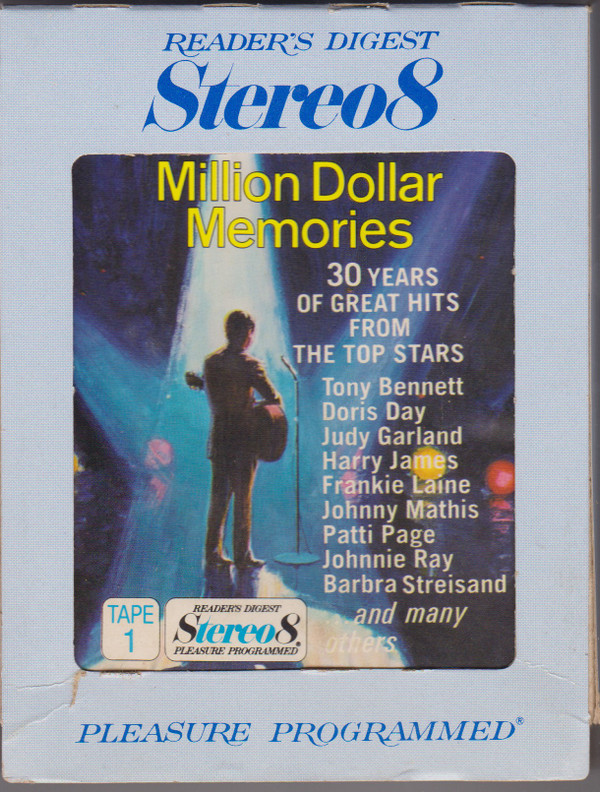 READER'S DIGEST
Stereo8
Million Dollar
Memories
30 YEARS
OF GREAT HITS
FROM
THE TOP STARS
Tony Bennett
Doris Day
Judy Garland
Harry James
Frankie Laine
Johnny Mathis
Patti Page
Johnnie Ray
Barbra Streisand
...and many
others
TAPE
1
READER'S DIGEST
Stereo8®
PLEASURE PROGRAMMED
PLEASURE PROGRAMMED®